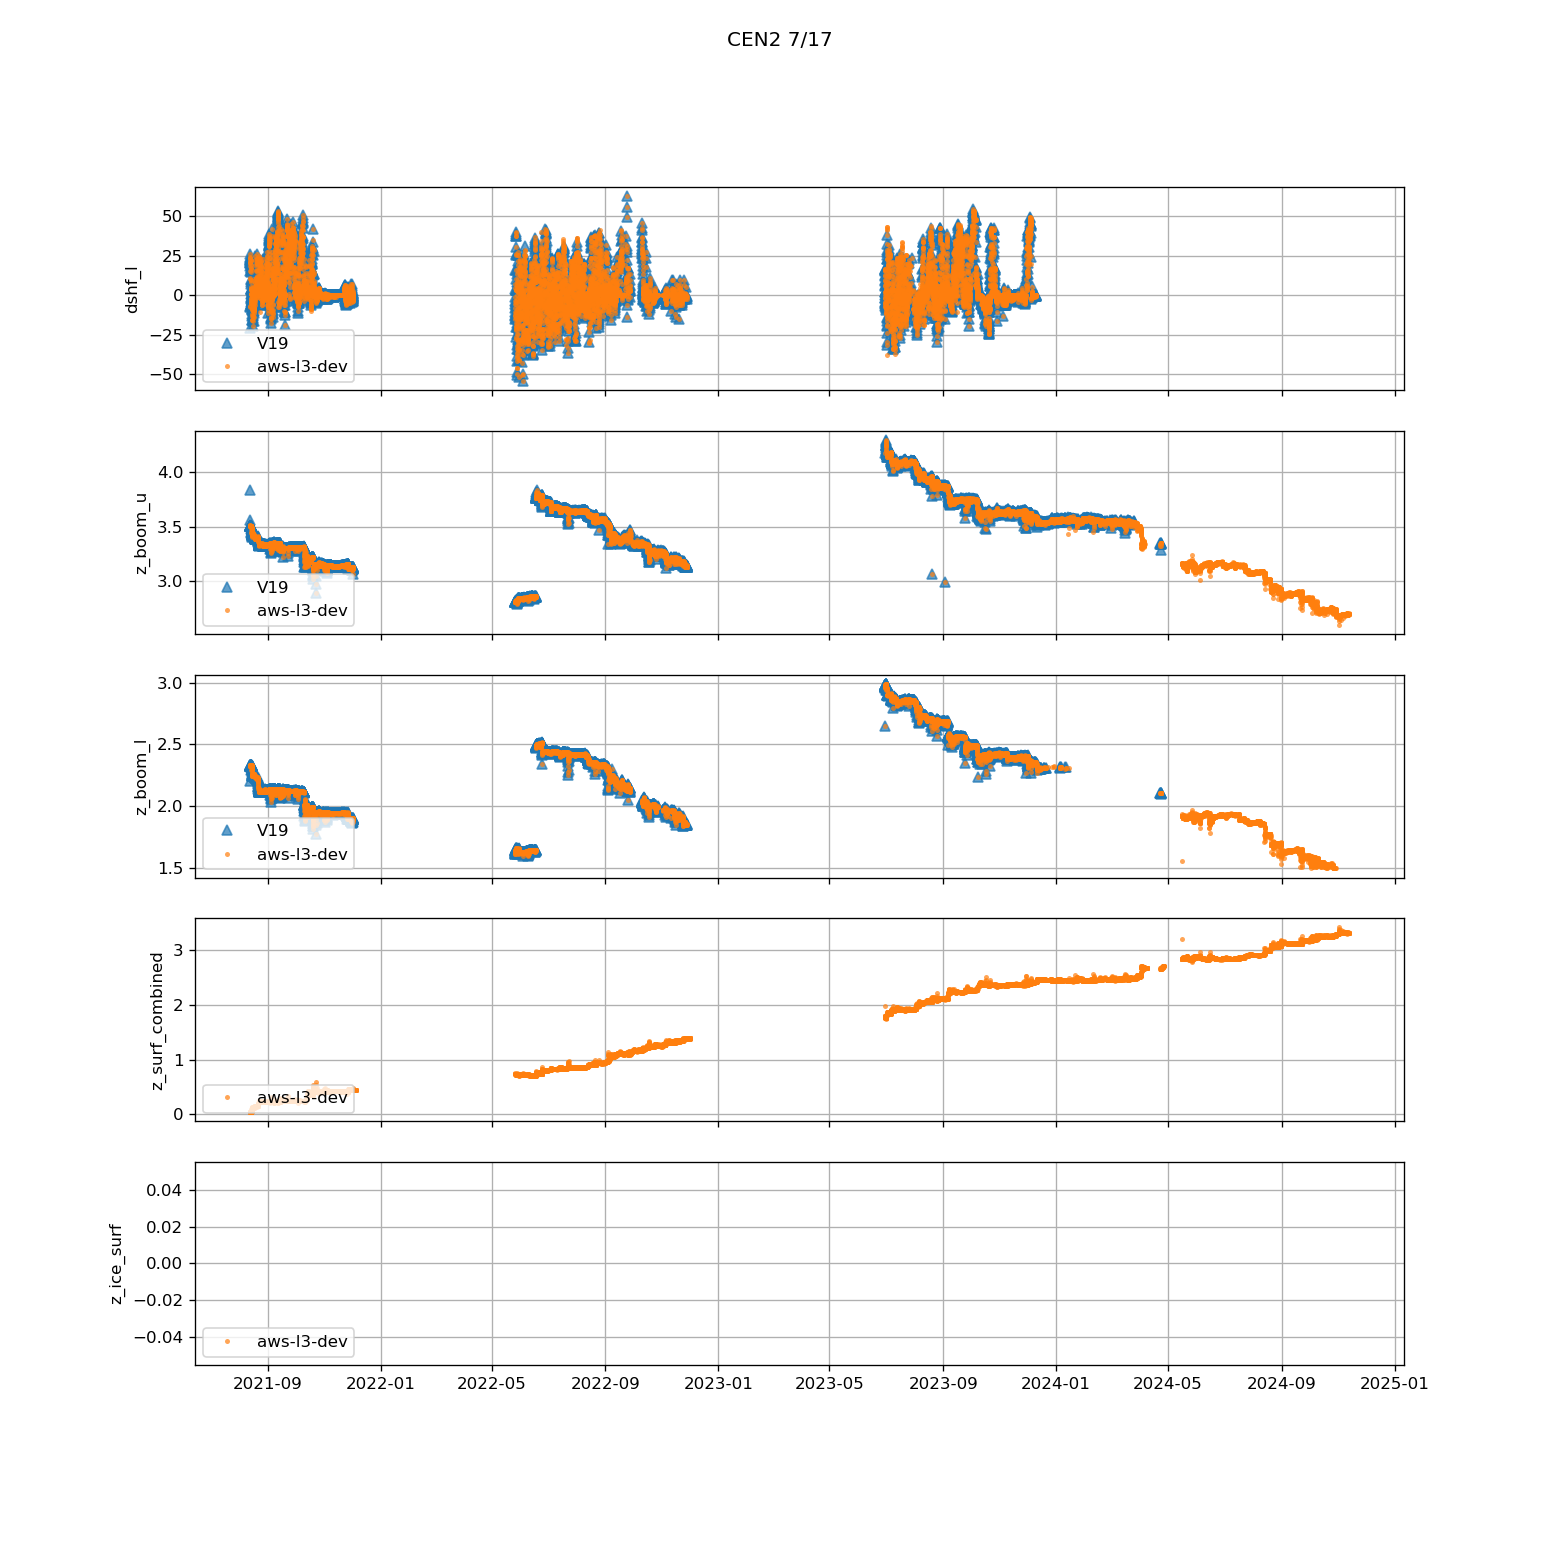 CEN2 7/17
dshf_l
50
25
0
−25
−50
V19
aws-l3-dev
z_boom_u
4.0
3.5
3.0
V19
aws-l3-dev
z_boom_l
3.0
2.5
2.0
1.5
V19
aws-l3-dev
z_surf_combined
3
2
1
0
aws-l3-dev
z_ice_surf
0.04
0.02
0.00
−0.02
−0.04
aws-l3-dev
2021-09 2022-01 2022-05 2022-09 2023-01 2023-05 2023-09 2024-01 2024-05 2024-09 2025-01